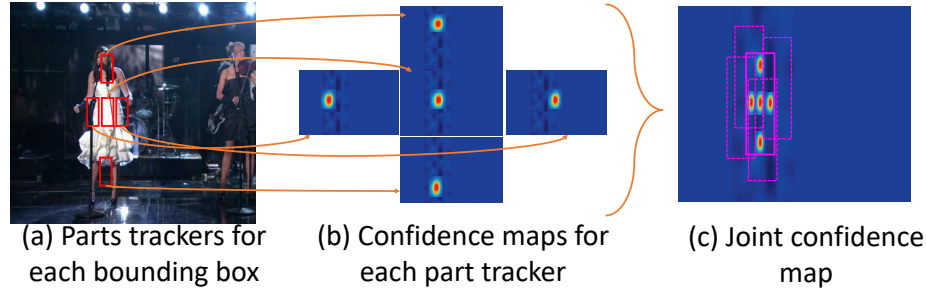 (a) Parts trackers for
each bounding box
(b) Confidence maps for
each part tracker
(c) Joint confidence
map